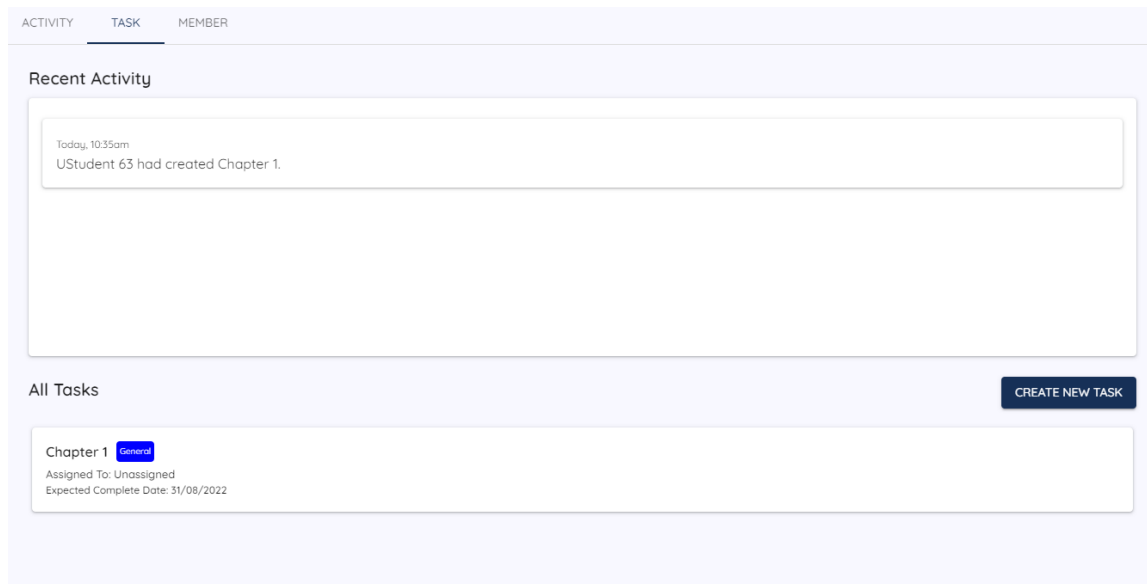 ACTIVITY TASK MEMBER
Recent Activity
Today, 10:35am
UStudent 63 had created Chapter 1.
All Tasks
CREATE NEW TASK
Chapter 1 General
Assigned To: Unassigned
Expected Complete Date: 31/08/2022